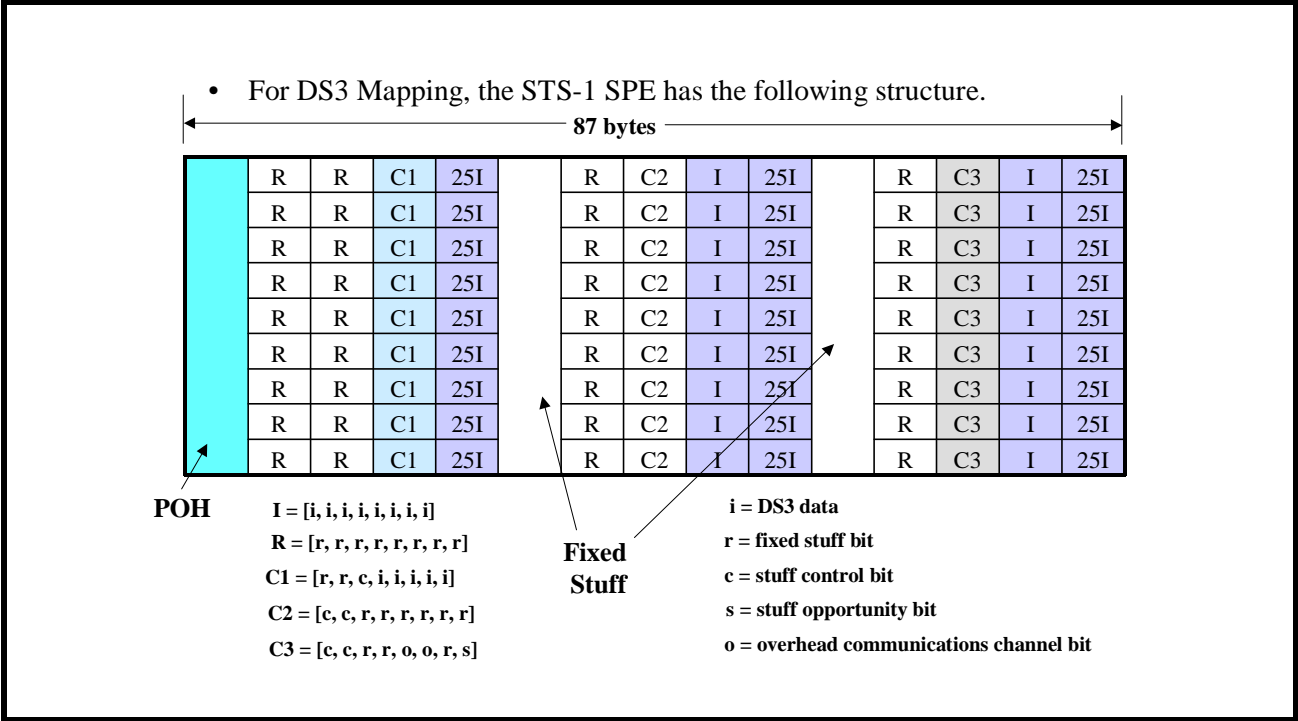 • For DS3 Mapping, the STS-1 SPE has the following structure.
87 bytes
R R C1 25I R C2 I 25I R C3 I 25I
R R C1 25I R C2 I 25I R C3 I 25I
R R C1 25I R C2 I 25I R C3 I 25I
R R C1 25I R C2 I 25I R C3 I 25I
R R C1 25I R C2 I 25I R C3 I 25I
R R C1 25I R C2 I 25I R C3 I 25I
R R C1 25I R C2 I 25I R C3 I 25I
R R C1 25I R C2 I 25I R C3 I 25I
R R C1 25I R C2 I 25I R C3 I 25I
POH
I = [i, i, i, i, i, i, i, i]
R = [r, r, r, r, r, r, r, r]
C1 = [r, r, c, i, i, i, i, i]
C2 = [c, c, r, r, r, r, r, r]
C3 = [c, c, r, r, o, o, r, s]
Fixed
Stuff
i = DS3 data
r = fixed stuff bit
c = stuff control bit
s = stuff opportunity bit
o = overhead communications channel bit